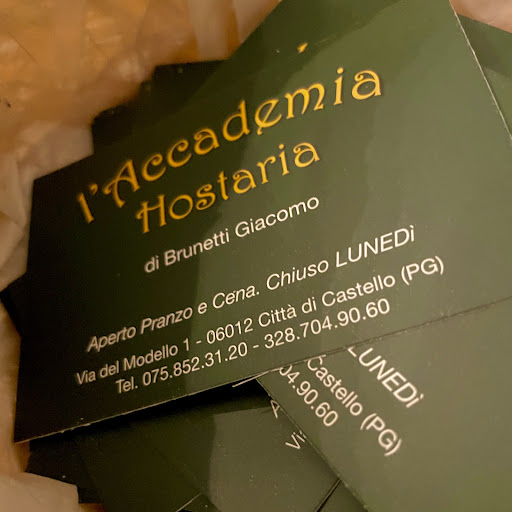 l'Accademia
Hostaria
di Brunetti Giacomo
Aperto Pranzo e Cena. Chiuso LUNEDì
Via del Modello 1 - 06012 Città di Castello (PG)
Tel. 075.852.31.20 - 328.704.90.60
LUNEDì
Castello (PG)
04.90.60